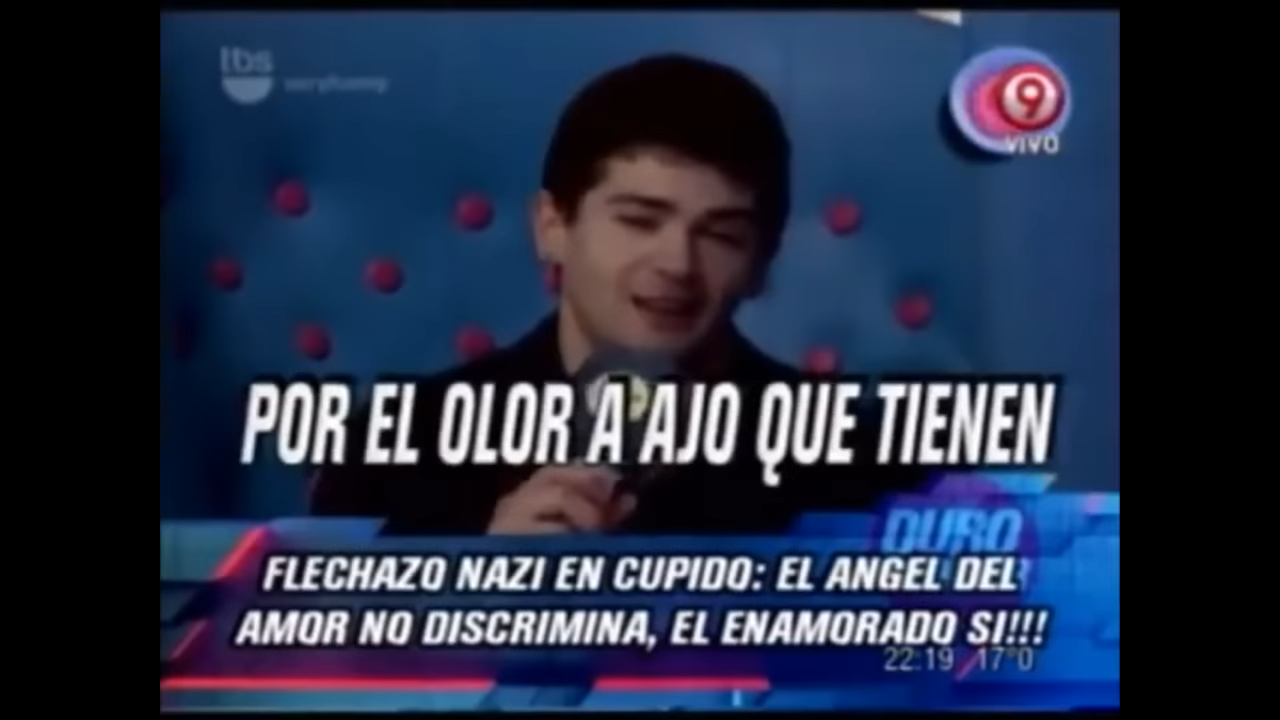 tbs
veryfunny
9
VIVO
POR EL OLOR A AJO QUE TIENEN
DURO
FLECHAZO NAZI EN CUPIDO: EL ANGEL DEL
AMOR NO DISCRIMINA, EL ENAMORADO SI!!!
22:19 17°0